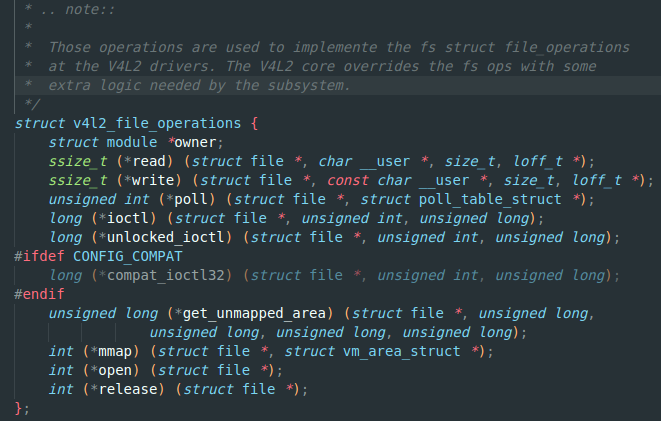 * .. note::
*
*  Those operations are used to implemente the fs struct file_operations
*  at the V4L2 drivers. The V4L2 core overrides the fs ops with some
*  extra logic needed by the subsystem.
*/
struct v4l2_file_operations {
    struct module *owner;
    ssize_t (*read) (struct file *, char __user *, size_t, loff_t *);
    ssize_t (*write) (struct file *, const char __user *, size_t, loff_t *);
    unsigned int (*poll) (struct file *, struct poll_table_struct *);
    long (*ioctl) (struct file *, unsigned int, unsigned long);
    long (*unlocked_ioctl) (struct file *, unsigned int, unsigned long);
#ifdef CONFIG_COMPAT
    long (*compat_ioctl32) (struct file *, unsigned int, unsigned long);
#endif
    unsigned long (*get_unmapped_area) (struct file *, unsigned long,
                unsigned long, unsigned long, unsigned long);
    int (*mmap) (struct file *, struct vm_area_struct *);
    int (*open) (struct file *);
    int (*release) (struct file *);
};